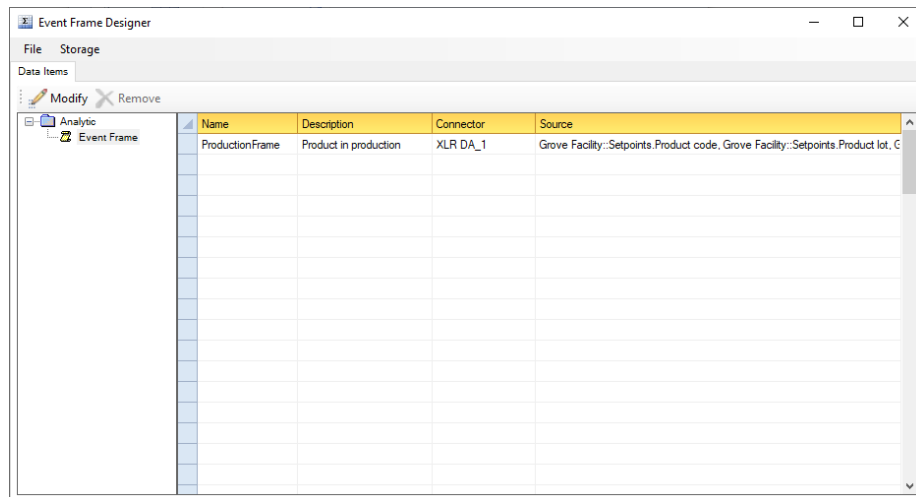 Event Frame Designer
File Storage
Data Items
Modify Remove
Analytic
Event Frame
Name Description Connector Source
ProductionFrame Product in production XLR DA_1 Grove Facility::Setpoints.Product code, Grove Facility::Setpoints.Product lot, G